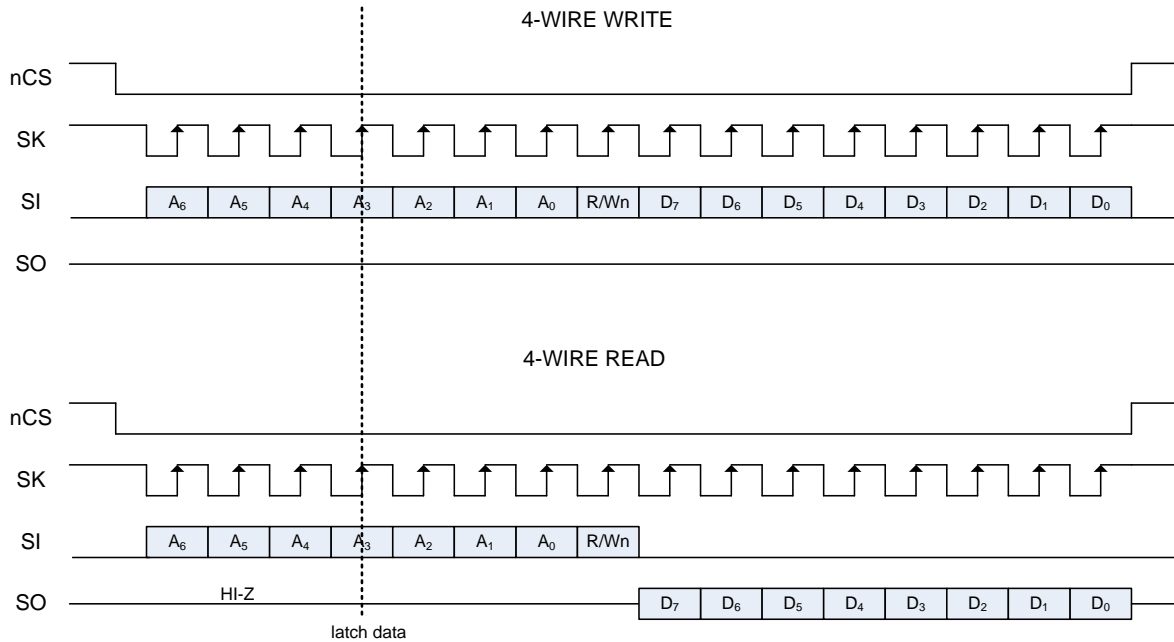 4-WIRE WRITE
nCS
SK
SI A₆ A₅ A₄ A₃ A₂ A₁ A₀ R/Wn D₇ D₆ D₅ D₄ D₃ D₂ D₁ D₀
SO
4-WIRE READ
nCS
SK
SI A₆ A₅ A₄ A₃ A₂ A₁ A₀ R/Wn
SO HI-Z D₇ D₆ D₅ D₄ D₃ D₂ D₁ D₀
latch data